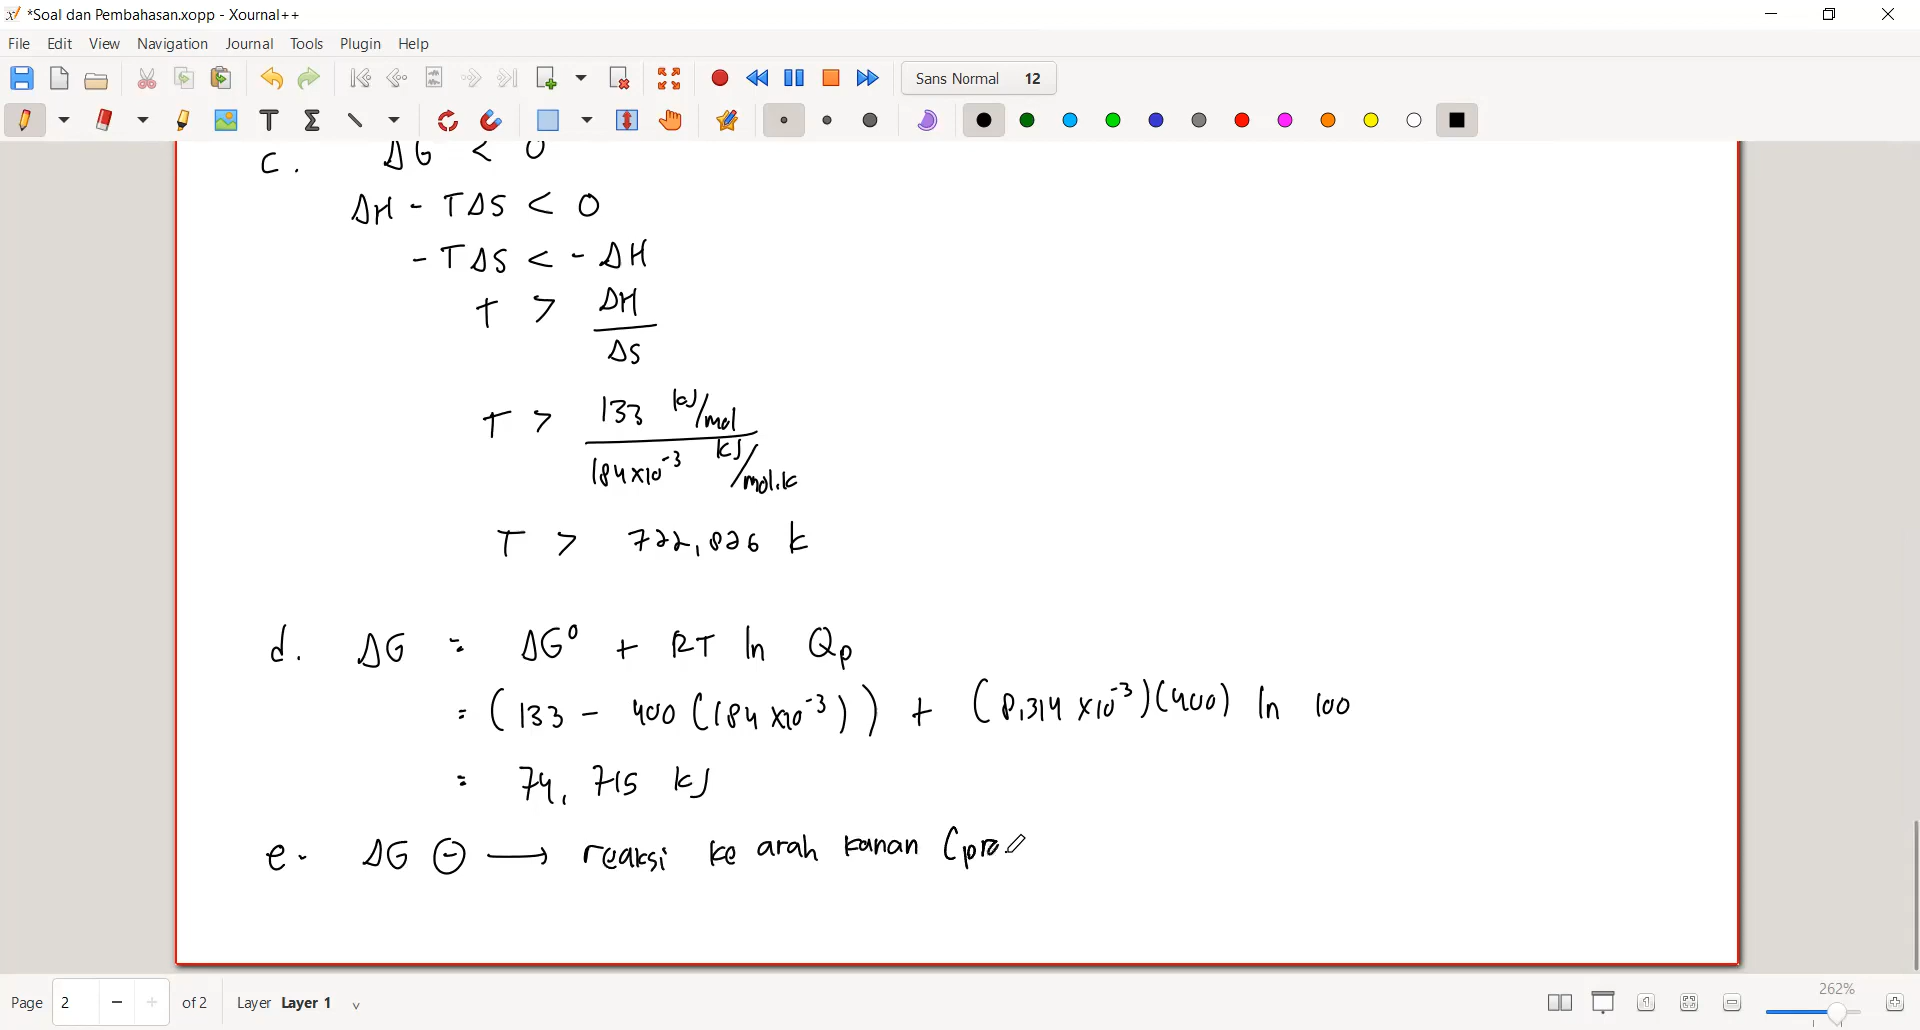 *Soal dan Pembahasan.xopp - Xournal++
File Edit View Navigation Journal Tools Plugin Help
Sans Normal 12
c. ΔG < 0
ΔH - TΔS < 0
- TΔS < - ΔH
T > ΔH
ΔS
T > 133 kJ/mol
184x10⁻³ kJ/mol.k
T > 722,826 k
d. ΔG = ΔG⁰ + RT ln Qp
= (133 - 400 (184 x10⁻³)) + (8,314 x10⁻³)(400) ln 100
= 74,715 kJ
e. ΔG ⊖ → reaksi ke arah kanan (pro
Page 2 of 2 Layer Layer 1 262%